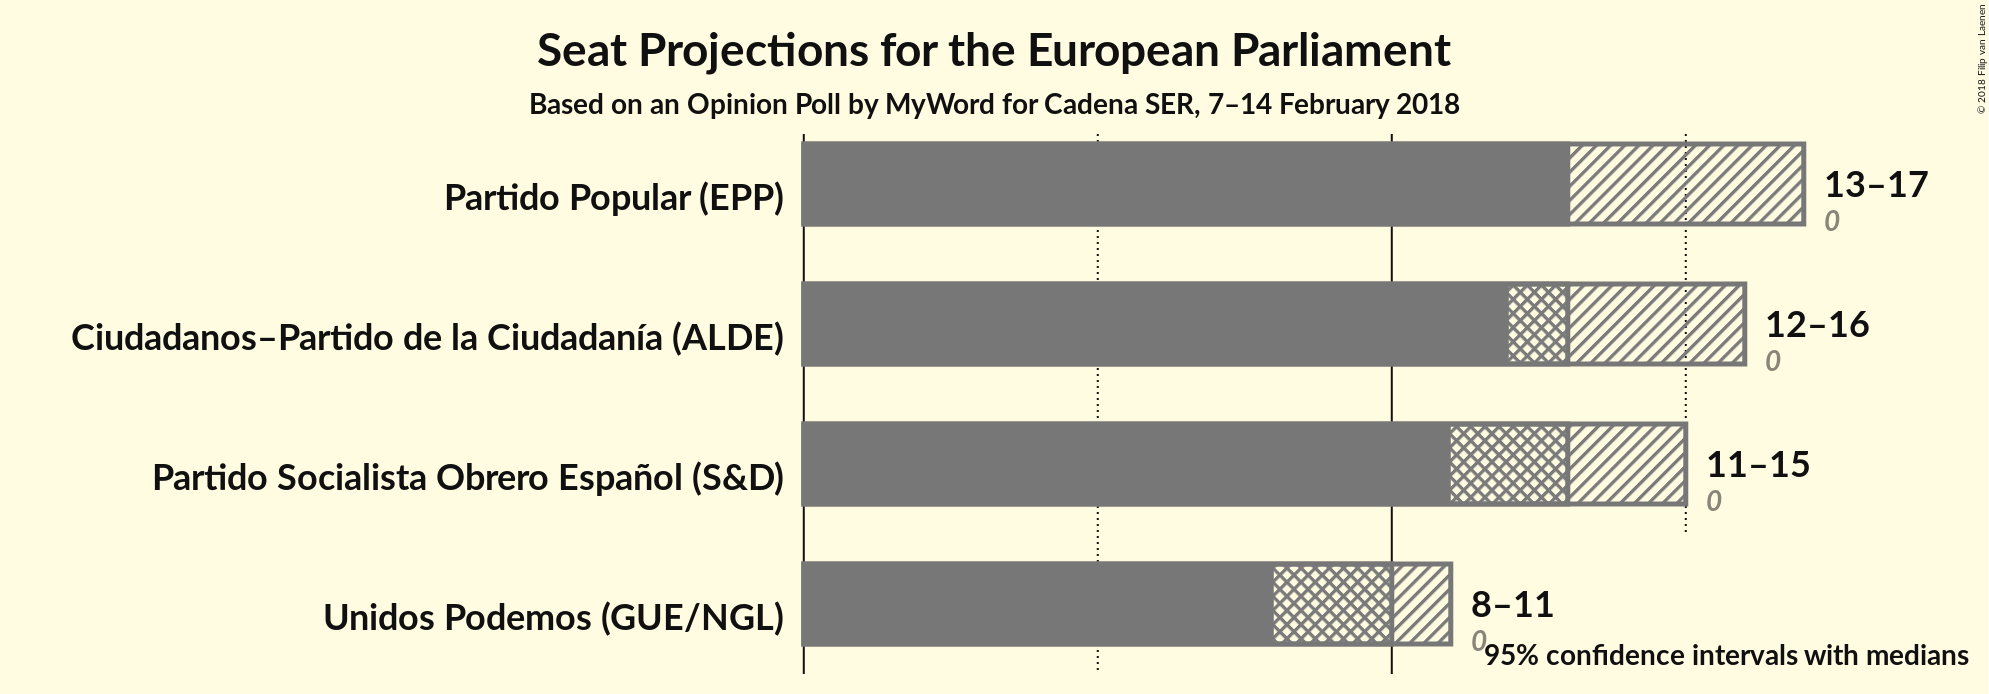 Seat Projections for the European Parliament
Based on an Opinion Poll by MyWord for Cadena SER, 7–14 February 2018
© 2018 Filip van Laenen
Partido Popular (EPP)
13–17
0
Ciudadanos–Partido de la Ciudadanía (ALDE)
12–16
0
Partido Socialista Obrero Español (S&D)
11–15
0
Unidos Podemos (GUE/NGL)
8–11
0
95% confidence intervals with medians